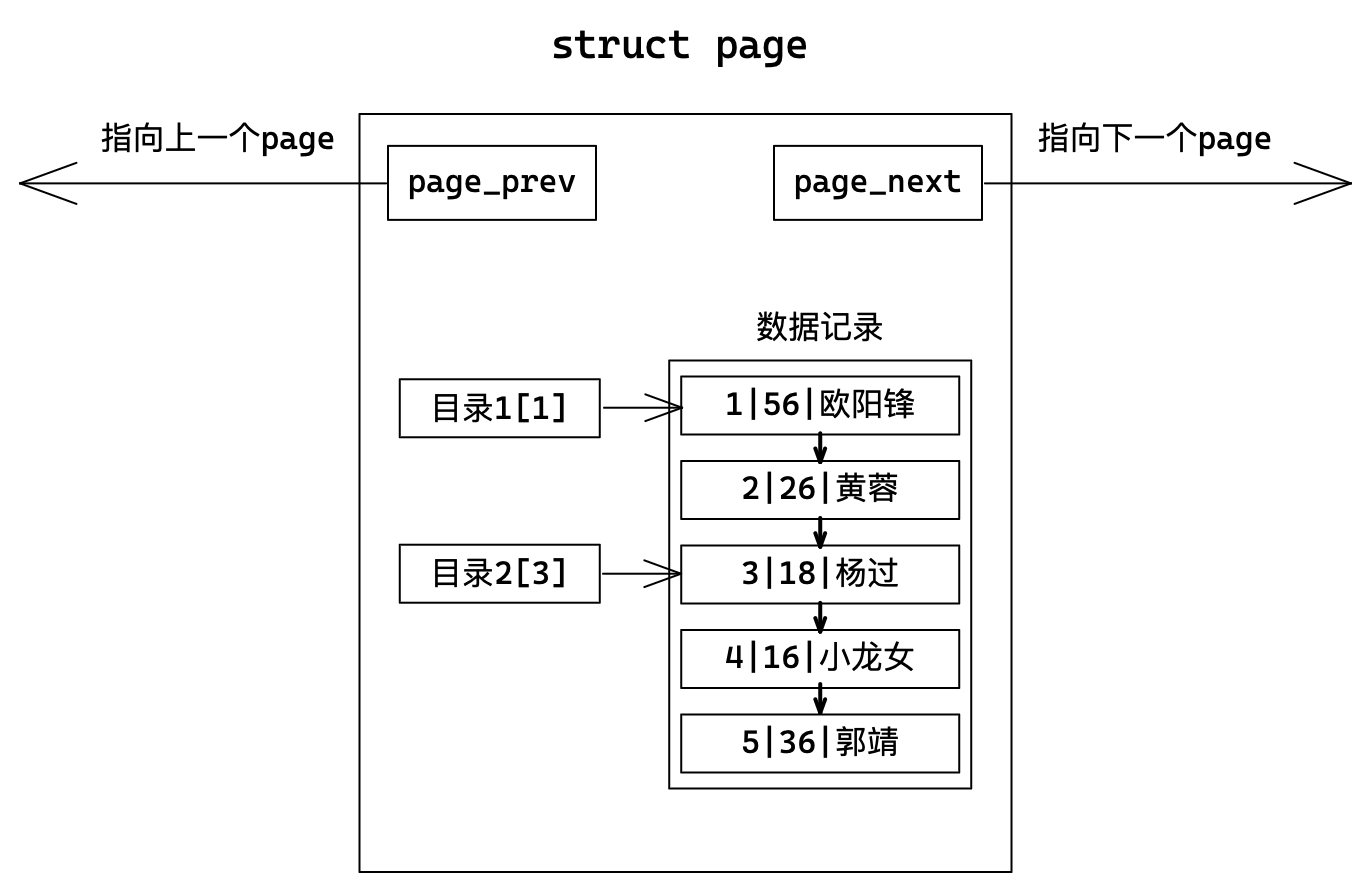 struct page
指向上一个page
指向下一个page
page_prev
page_next
数据记录
目录1[1]
1|56|欧阳锋
2|26|黄蓉
目录2[3]
3|18|杨过
4|16|小龙女
5|36|郭靖